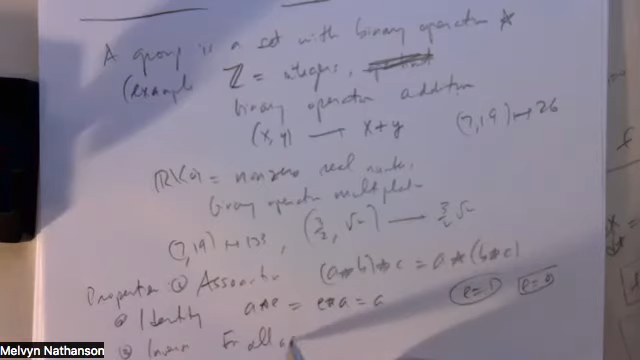 A group is a set with binary operation *
(example ℤ = integers,
binary operation addition
(x,y) → x+y (7,19) ↦ 26
ℝ\{0} = nonzero real numbers,
binary operation multiplication
(7,19) ↦ 133, (3/2, √2) → 3/2 √2
Properties ① Associative (a*b)*c = a*(b*c)
② Identity a*e = e*a = a e=1 e=0
③ Inverse For all a
Melvyn Nathanson